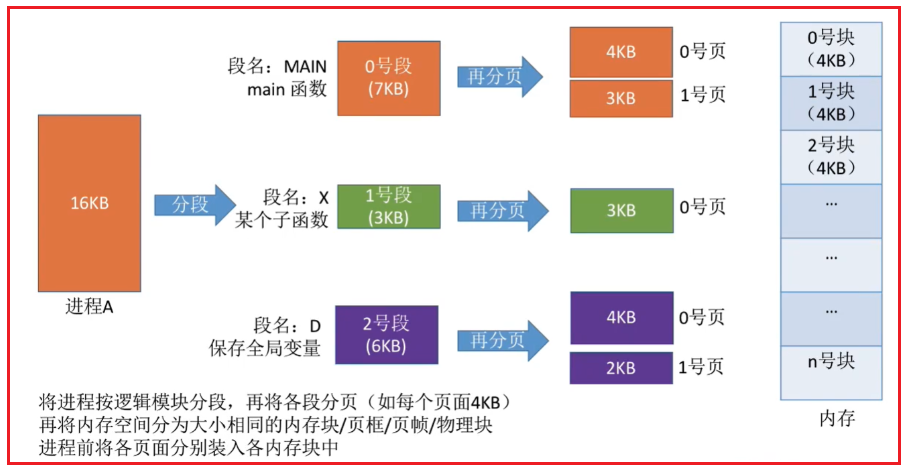 段名：MAIN
main 函数
0号段
(7KB)
再分页
4KB
0号页
3KB
1号页
16KB
进程A
分段
段名：X
某个子函数
1号段
(3KB)
再分页
3KB
0号页
段名：D
保存全局变量
2号段
(6KB)
再分页
4KB
0号页
2KB
1号页
0号块
（4KB）
1号块
（4KB）
2号块
（4KB）
...
...
...
n号块
内存
将进程按逻辑模块分段，再将各段分页（如每个页面4KB）
再将内存空间分为大小相同的内存块/页框/页帧/物理块
进程前将各页面分别装入各内存块中